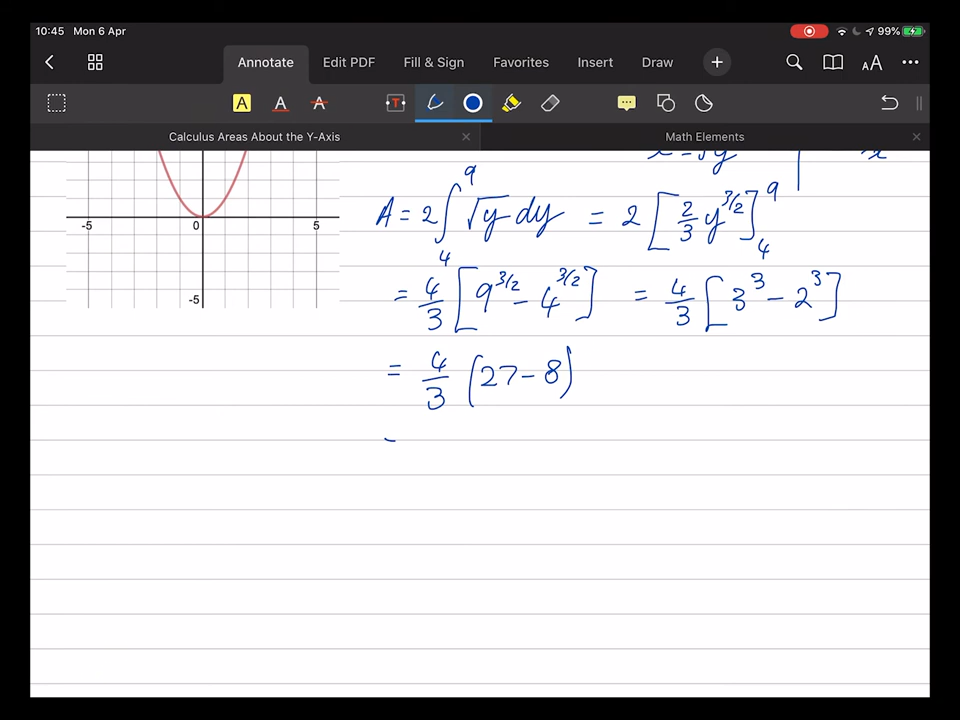 10:45 Mon 6 Apr 99%
Annotate Edit PDF Fill & Sign Favorites Insert Draw
Calculus Areas About the Y-Axis Math Elements
x = √y x
A = 2 ∫₄⁹ √y dy = 2 [2/3 y^(3/2)]₄⁹
= 4/3 [9^(3/2) − 4^(3/2)] = 4/3 [3³ − 2³]
= 4/3 (27 − 8)
-5 0 5
-5